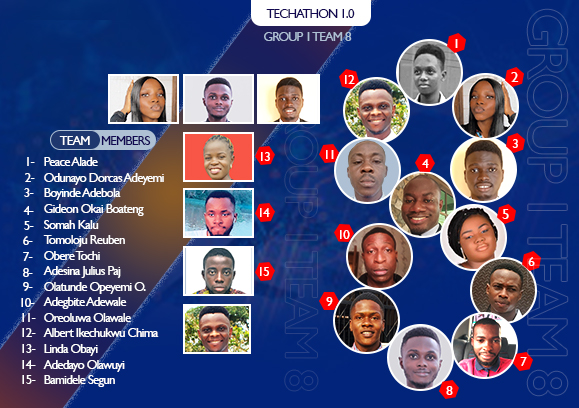 TECHATHON 1.0
GROUP 1 TEAM 8
TEAM MEMBERS
1- Peace Alade
2- Odunayo Dorcas Adeyemi
3- Boyinde Adebola
4- Gideon Okai Boateng
5- Somah Kalu
6- Tomoloju Reuben
7- Obere Tochi
8- Adesina Julius Paj
9- Olatunde Opeyemi O.
10- Adegbite Adewale
11- Oreoluwa Olawale
12- Albert Ikechukwu Chima
13- Linda Obayi
14- Adedayo Olawuyi
15- Bamidele Segun
13
14
15
1
2
3
4
5
6
7
8
9
10
11
12
GROUP 1 TEAM 8
GROUP 1 TEAM 8